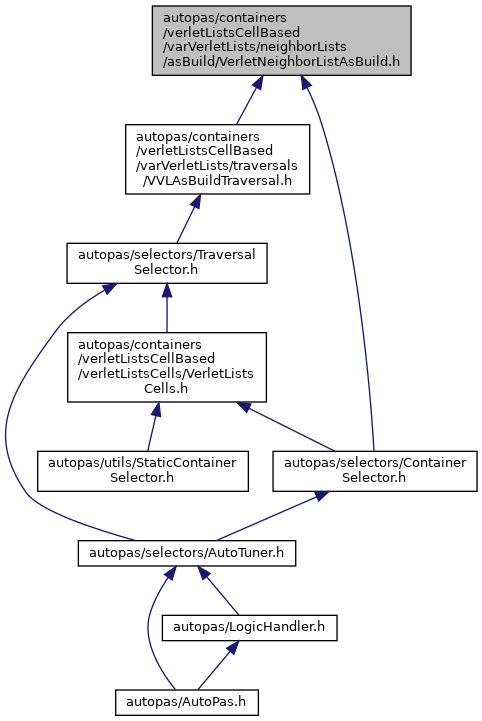 autopas/containers
/verletListsCellBased
/varVerletLists/neighborLists
/asBuild/VerletNeighborListAsBuild.h
autopas/containers
/verletListsCellBased
/varVerletLists/traversals
/VVLAsBuildTraversal.h
autopas/selectors/Traversal
Selector.h
autopas/containers
/verletListsCellBased
/verletListsCells/VerletLists
Cells.h
autopas/utils/StaticContainer
Selector.h
autopas/selectors/Container
Selector.h
autopas/selectors/AutoTuner.h
autopas/LogicHandler.h
autopas/AutoPas.h